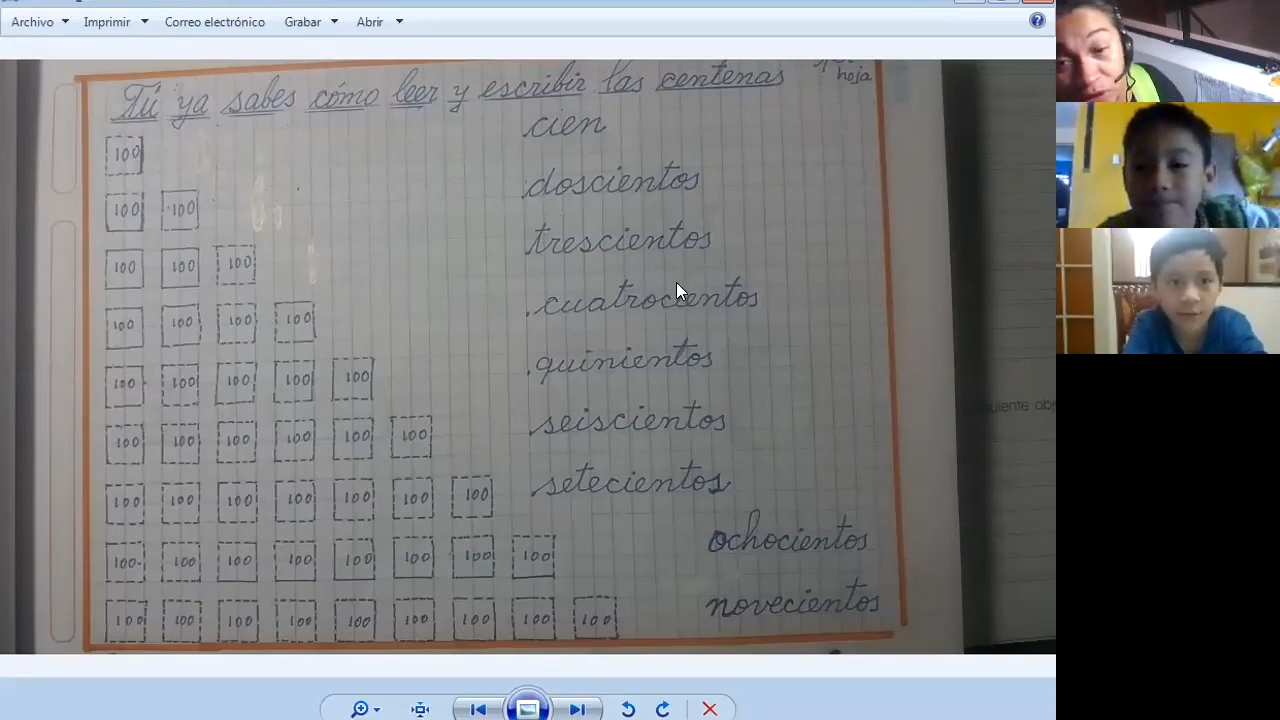 Archivo Imprimir Correo electrónico Grabar Abrir
Tú ya sabes cómo leer y escribir las centenas
hoja
100 cien
100 100 doscientos
100 100 100 trescientos
100 100 100 100 cuatrocientos
100 100 100 100 100 quinientos
100 100 100 100 100 100 seiscientos
100 100 100 100 100 100 100 setecientos
100 100 100 100 100 100 100 100 ochocientos
100 100 100 100 100 100 100 100 100 novecientos